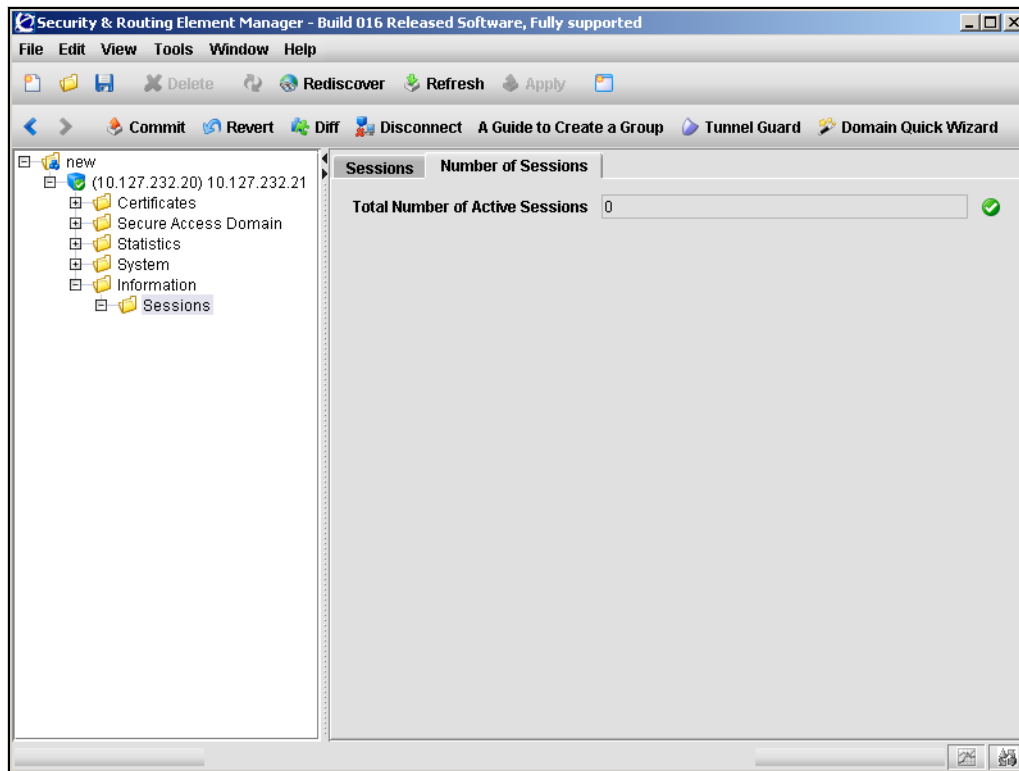 Security & Routing Element Manager - Build 016 Released Software, Fully supported
File Edit View Tools Window Help
Delete Rediscover Refresh Apply
Commit Revert Diff Disconnect A Guide to Create a Group Tunnel Guard Domain Quick Wizard
new
(10.127.232.20) 10.127.232.21
Certificates
Secure Access Domain
Statistics
System
Information
Sessions
Sessions Number of Sessions
Total Number of Active Sessions 0